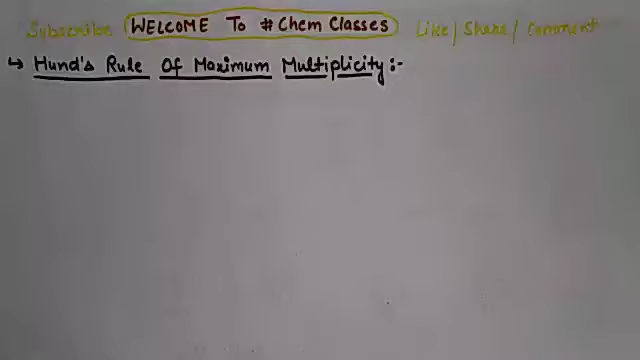 Subscribe WELCOME To #Chem Classes Like/Share/Comment
↳ Hund's Rule Of Maximum Multiplicity:-